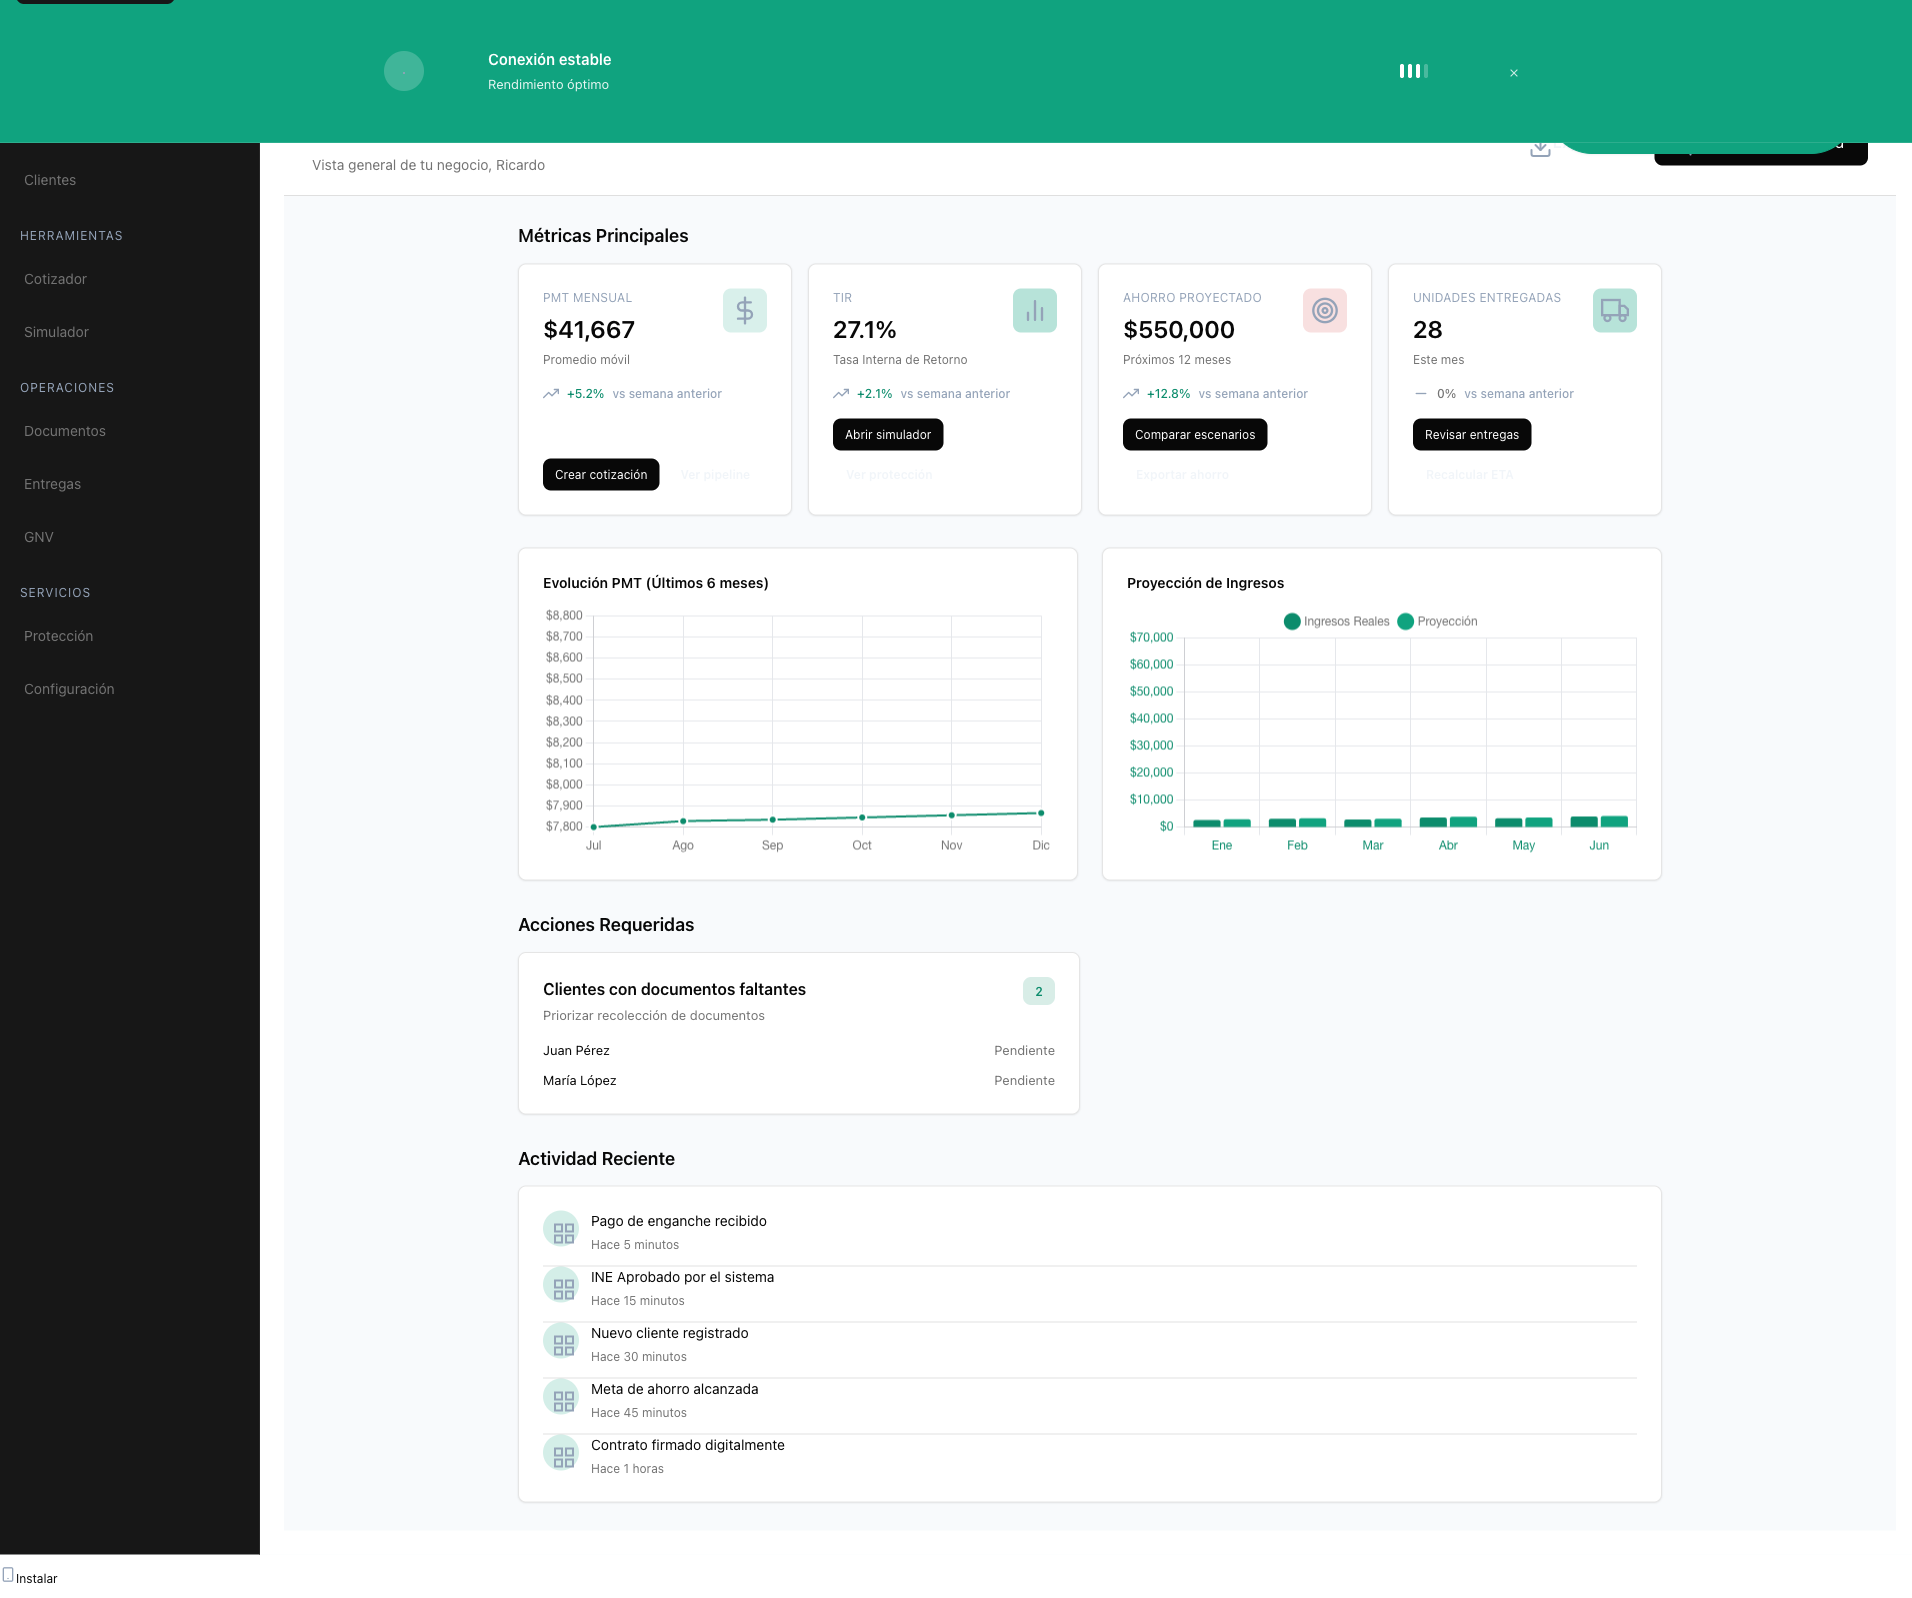 Conexión estable
Rendimiento óptimo
×
Vista general de tu negocio, Ricardo
Clientes
HERRAMIENTAS
Cotizador
Simulador
OPERACIONES
Documentos
Entregas
GNV
SERVICIOS
Protección
Configuración
Métricas Principales
PMT MENSUAL
$41,667
Promedio móvil
+5.2% vs semana anterior
Crear cotización
Ver pipeline
TIR
27.1%
Tasa Interna de Retorno
+2.1% vs semana anterior
Abrir simulador
Ver protección
AHORRO PROYECTADO
$550,000
Próximos 12 meses
+12.8% vs semana anterior
Comparar escenarios
Exportar ahorro
UNIDADES ENTREGADAS
28
Este mes
0% vs semana anterior
Revisar entregas
Recalcular ETA
Evolución PMT (Últimos 6 meses)
$8,800
$8,700
$8,600
$8,500
$8,400
$8,300
$8,200
$8,100
$8,000
$7,900
$7,800
Jul Ago Sep Oct Nov Dic
Proyección de Ingresos
Ingresos Reales Proyección
$70,000
$60,000
$50,000
$40,000
$30,000
$20,000
$10,000
$0
Ene Feb Mar Abr May Jun
Acciones Requeridas
Clientes con documentos faltantes
2
Priorizar recolección de documentos
Juan Pérez Pendiente
María López Pendiente
Actividad Reciente
Pago de enganche recibido
Hace 5 minutos
INE Aprobado por el sistema
Hace 15 minutos
Nuevo cliente registrado
Hace 30 minutos
Meta de ahorro alcanzada
Hace 45 minutos
Contrato firmado digitalmente
Hace 1 horas
Instalar